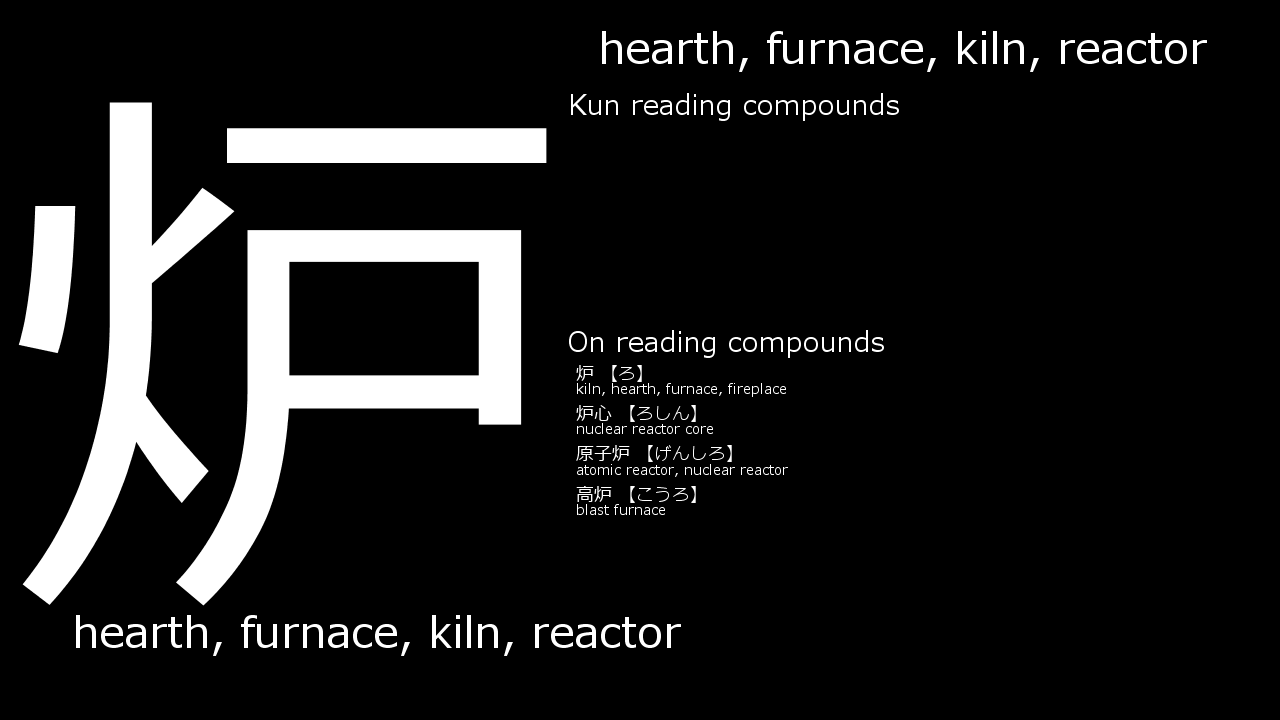 炉
hearth, furnace, kiln, reactor
hearth, furnace, kiln, reactor
Kun reading compounds
On reading compounds
炉 【ろ】
kiln, hearth, furnace, fireplace
炉心 【ろしん】
nuclear reactor core
原子炉 【げんしろ】
atomic reactor, nuclear reactor
高炉 【こうろ】
blast furnace